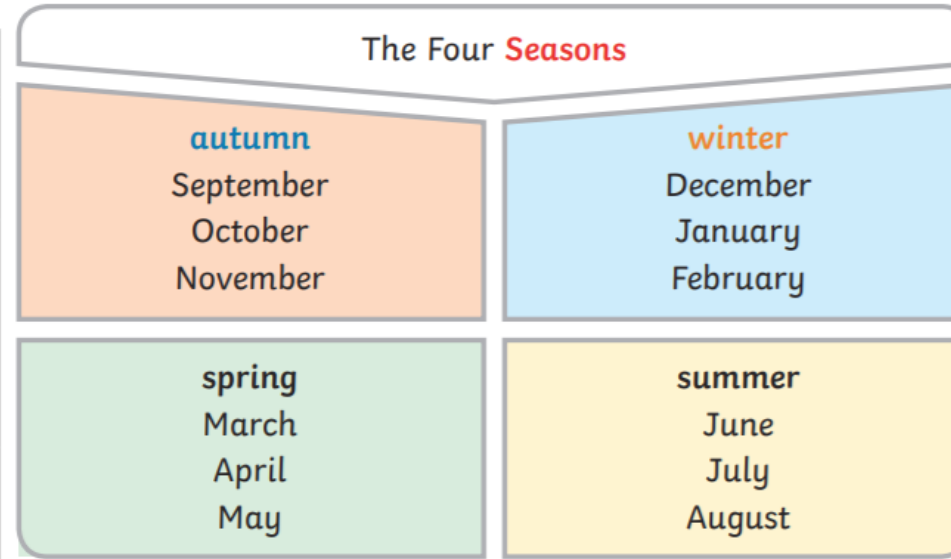 The Four Seasons
autumn
September
October
November
winter
December
January
February
spring
March
April
May
summer
June
July
August